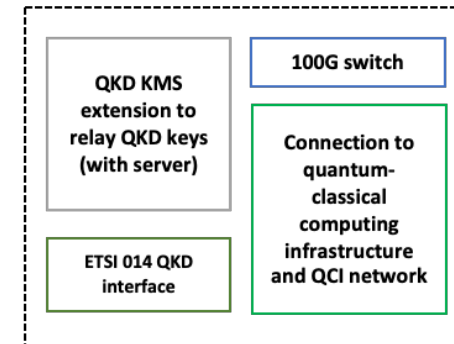 QKD KMS
extension to
relay QKD keys
(with server)
100G switch
Connection to
quantum-
classical
computing
infrastructure
and QCI network
ETSI 014 QKD
interface